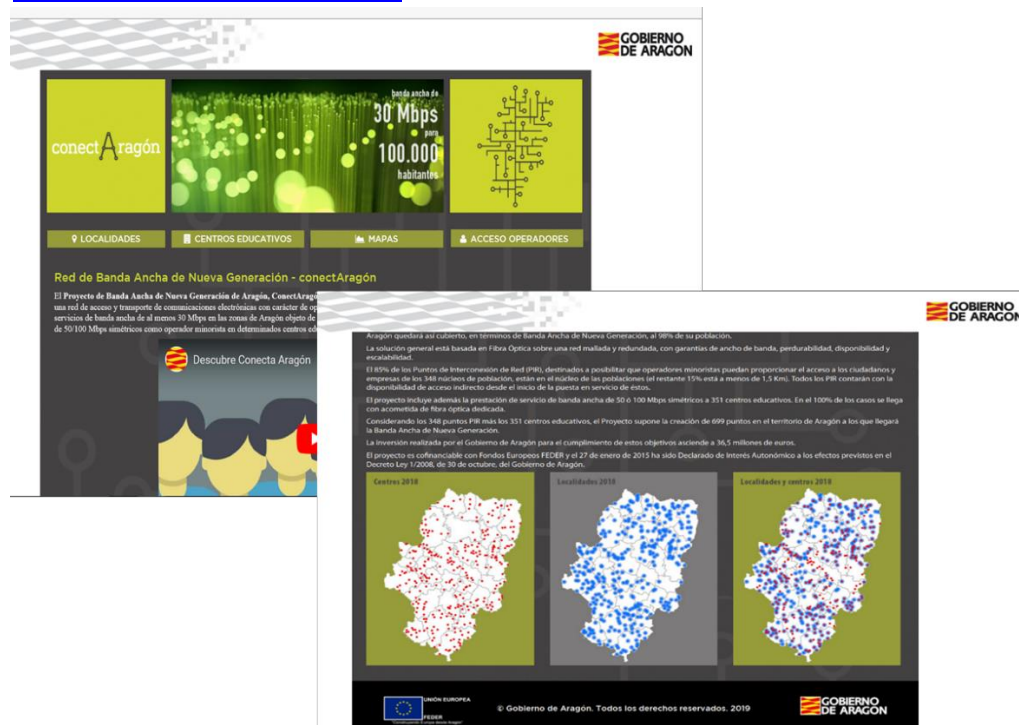 GOBIERNO
DE ARAGON
conectAragón
banda ancha de
30 Mbps
para
100.000
habitantes
LOCALIDADES
CENTROS EDUCATIVOS
MAPAS
ACCESO OPERADORES
Red de Banda Ancha de Nueva Generación - conectAragón
El Proyecto de Banda Ancha de Nueva Generación de Aragón, ConectArago
una red de acceso y transporte de comunicaciones electrónicas con carácter de op
servicios de banda ancha de al menos 30 Mbps en las zonas de Aragón objeto de
de 50/100 Mbps simétricos como operador minorista en determinados centros edu
Descubre Conecta Aragón
GOBIERNO
DE ARAGON
Aragón quedará así cubierto, en términos de Banda Ancha de Nueva Generación, al 98% de su población.
La solución general está basada en Fibra Optica sobre una red mallada y redundada, con garantías de ancho de banda, perdurabilidad, disponibilidad y
escalabilidad.
El 85% de los Puntos de Interconexión de Red (PIR), destinados a posibilitar que operadores minoristas puedan proporcionar el acceso a los ciudadanos y
empresas de los 348 núcleos de población, están en el núcleo de las poblaciones (el restante 15% está a menos de 1,5 Km). Todos los PIR contarán con la
disponibilidad de acceso indirecto desde el inicio de la puesta en servicio de éstos.
El proyecto incluye además la prestación de servicio de banda ancha de 50 ó 100 Mbps simétricos a 351 centros educativos. En el 100% de los casos se llega
con acometida de fibra óptica dedicada.
Considerando los 348 puntos PIR más los 351 centros educativos, el Proyecto supone la creación de 699 puntos en el territorio de Aragón a los que llegará
la Banda Ancha de Nueva Generación.
La inversión realizada por el Gobierno de Aragón para el cumplimiento de estos objetivos asciende a 36,5 millones de euros.
El proyecto es cofinanciable con Fondos Europeos FEDER y el 27 de enero de 2015 ha sido Declarado de Interés Autonómico a los efectos previstos en el
Decreto Ley 1/2008, de 30 de octubre, del Gobierno de Aragón.
Centros 2018
Localidades 2018
Localidades y centros 2018
UNIÓN EUROPEA
FEDER
"Construyendo Europa desde Aragón"
© Gobierno de Aragón. Todos los derechos reservados. 2019
GOBIERNO
DE ARAGON